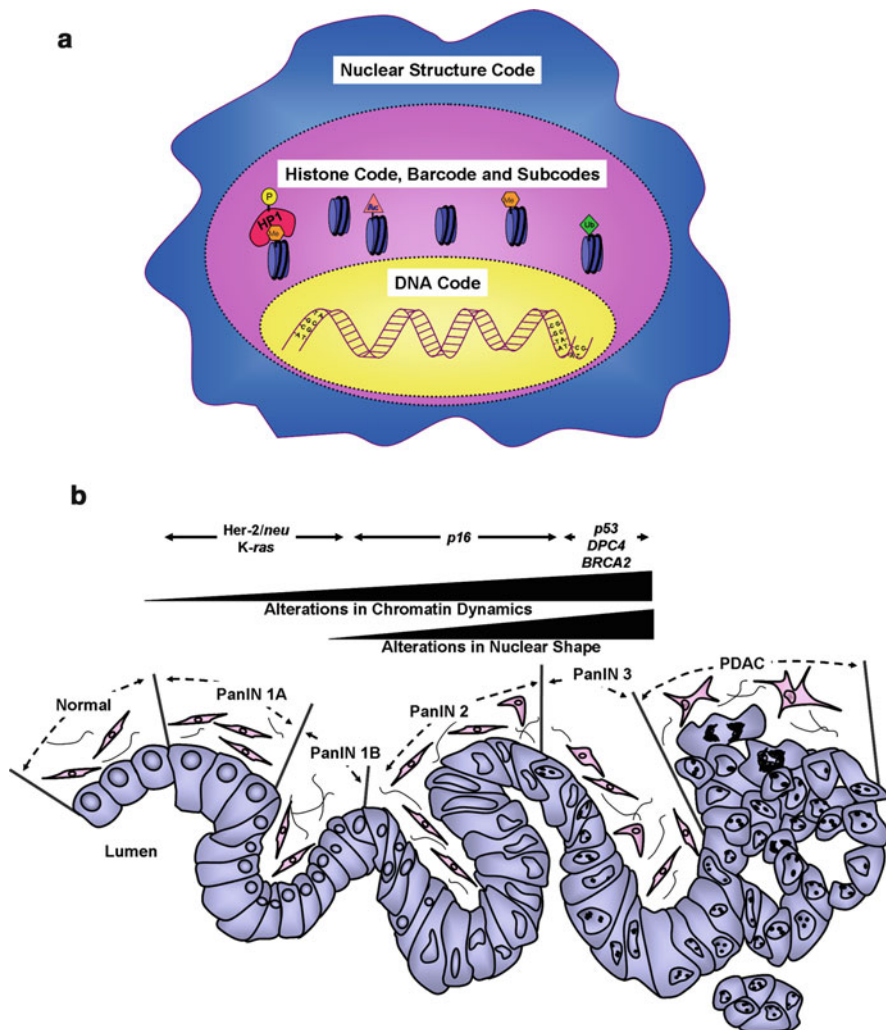 a
Nuclear Structure Code
Histone Code, Barcode and Subcodes
P
HP1
Me
Ac
Me
Ub
DNA Code
b
Her-2/neu
K-ras
p16
p53
DPC4
BRCA2
Alterations in Chromatin Dynamics
Alterations in Nuclear Shape
Normal
PanIN 1A
PanIN 1B
PanIN 2
PanIN 3
PDAC
Lumen